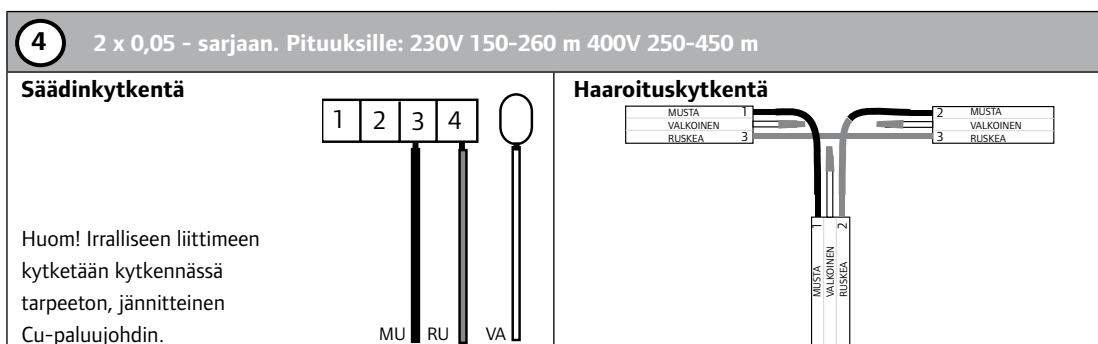 4 2 x 0,05 - sarjaan. Pituuksille: 230V 150-260 m 400V 250-450 m
Säädinkytkentä
1 2 3 4
Huom! Irralliseen liittimeen
kytketään kytkennässä
tarpeeton, jännitteinen
Cu-paluujohdin.
MU RU VA
Haaroituskytkentä
MUSTA 1
VALKOINEN
RUSKEA 3
2 MUSTA
VALKOINEN
3 RUSKEA
MUSTA 1
VALKOINEN
RUSKEA 2